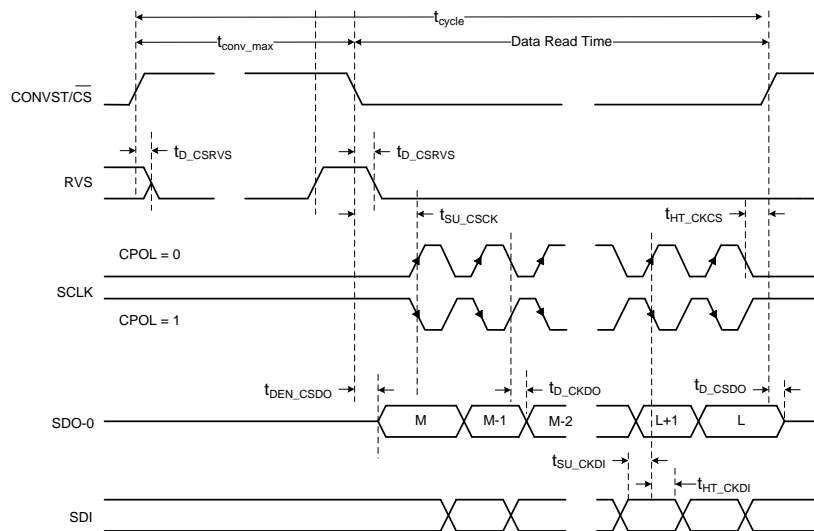 t_cycle
t_conv_max
Data Read Time
CONVST/C̅S̅
t_D_CSRVS
t_D_CSRVS
RVS
t_SU_CSCK
t_HT_CKCS
CPOL = 0
SCLK
CPOL = 1
t_DEN_CSDO
t_D_CKDO
t_D_CSDO
SDO-0
M
M-1
M-2
L+1
L
t_SU_CKDI
t_HT_CKDI
SDI